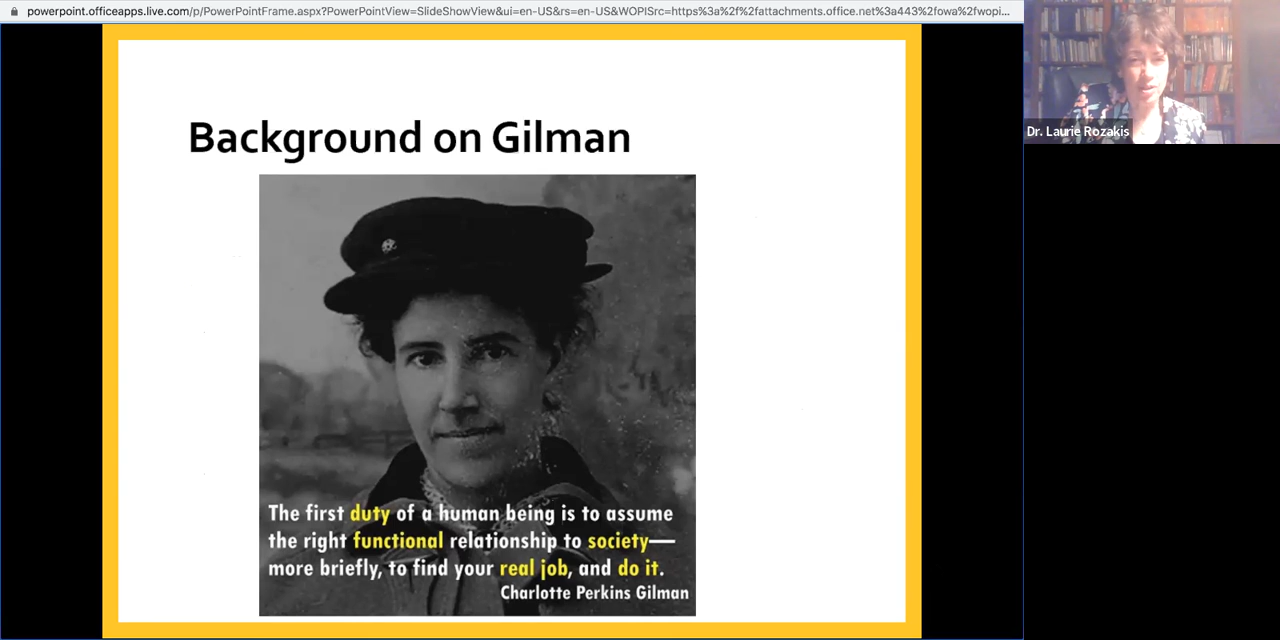 powerpoint.officeapps.live.com/p/PowerPointFrame.aspx?PowerPointView=SlideShowView&ui=en-US&rs=en-US&WOPISrc=https%3a%2f%2fattachments.office.net%3a443%2fowa%2fwopi...
Dr. Laurie Rozakis
Background on Gilman
The first duty of a human being is to assume
the right functional relationship to society—
more briefly, to find your real job, and do it.
Charlotte Perkins Gilman